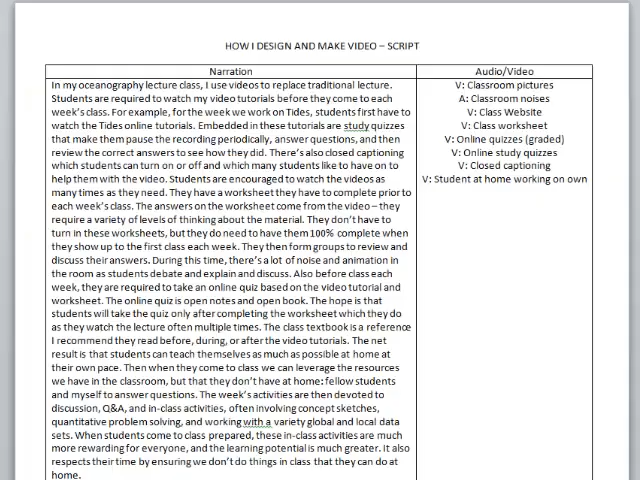 HOW I DESIGN AND MAKE VIDEO – SCRIPT
Narration
Audio/Video
In my oceanography lecture class, I use videos to replace traditional lecture.
Students are required to watch my video tutorials before they come to each
week's class. For example, for the week we work on Tides, students first have to
watch the Tides online tutorials. Embedded in these tutorials are study quizzes
that make them pause the recording periodically, answer questions, and then
review the correct answers to see how they did. There's also closed captioning
which students can turn on or off and which many students like to have on to
help them with the video. Students are encouraged to watch the videos as
many times as they need. They have a worksheet they have to complete prior to
each week's class. The answers on the worksheet come from the video – they
require a variety of levels of thinking about the material. They don't have to
turn in these worksheets, but they do need to have them 100% complete when
they show up to the first class each week. They then form groups to review and
discuss their answers. During this time, there's a lot of noise and animation in
the room as students debate and explain and discuss. Also before class each
week, they are required to take an online quiz based on the video tutorial and
worksheet. The online quiz is open notes and open book. The hope is that
students will take the quiz only after completing the worksheet which they do
as they watch the lecture often multiple times. The class textbook is a reference
I recommend they read before, during, or after the video tutorials. The net
result is that students can teach themselves as much as possible at home at
their own pace. Then when they come to class we can leverage the resources
we have in the classroom, but that they don't have at home: fellow students
and myself to answer questions. The week's activities are then devoted to
discussion, Q&A, and in-class activities, often involving concept sketches,
quantitative problem solving, and working with a variety global and local data
sets. When students come to class prepared, these in-class activities are much
more rewarding for everyone, and the learning potential is much greater. It also
respects their time by ensuring we don't do things in class that they can do at
home.
V: Classroom pictures
A: Classroom noises
V: Class Website
V: Class worksheet
V: Online quizzes (graded)
V: Online study quizzes
V: Closed captioning
V: Student at home working on own